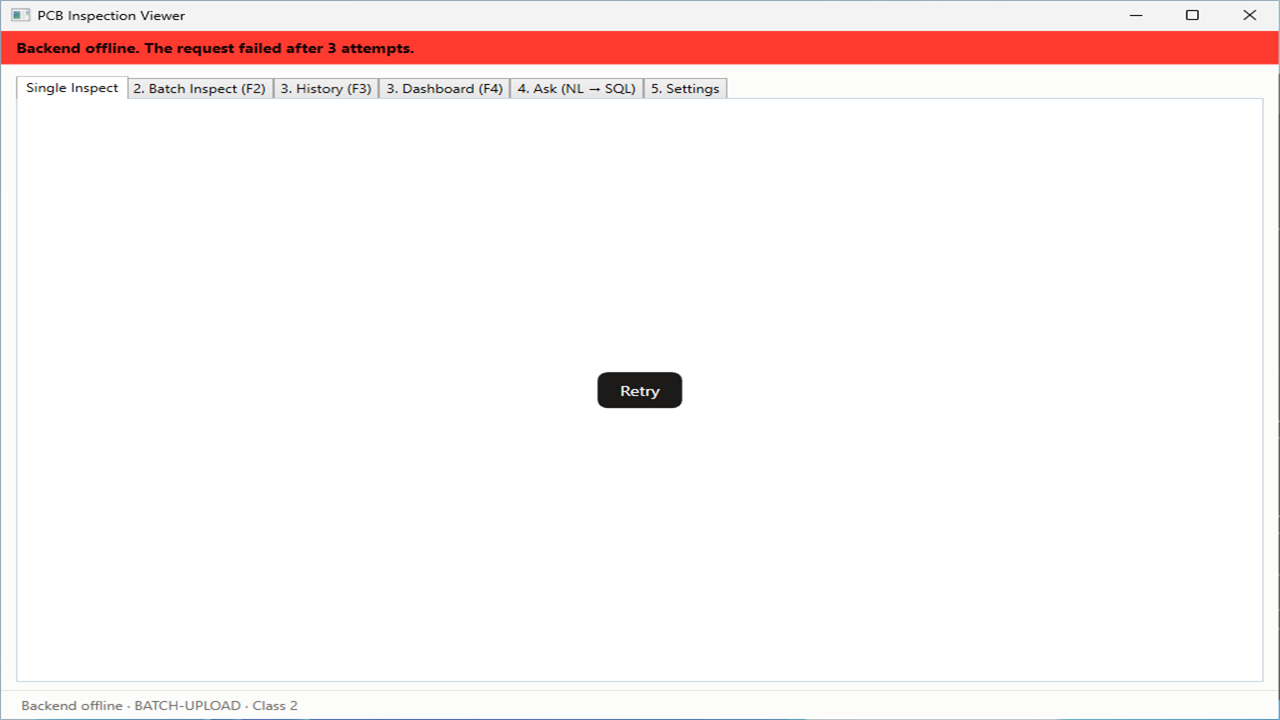 PCB Inspection Viewer
Backend offline. The request failed after 3 attempts.
Single Inspect
2. Batch Inspect (F2)
3. History (F3)
3. Dashboard (F4)
4. Ask (NL → SQL)
5. Settings
Retry
Backend offline · BATCH-UPLOAD · Class 2